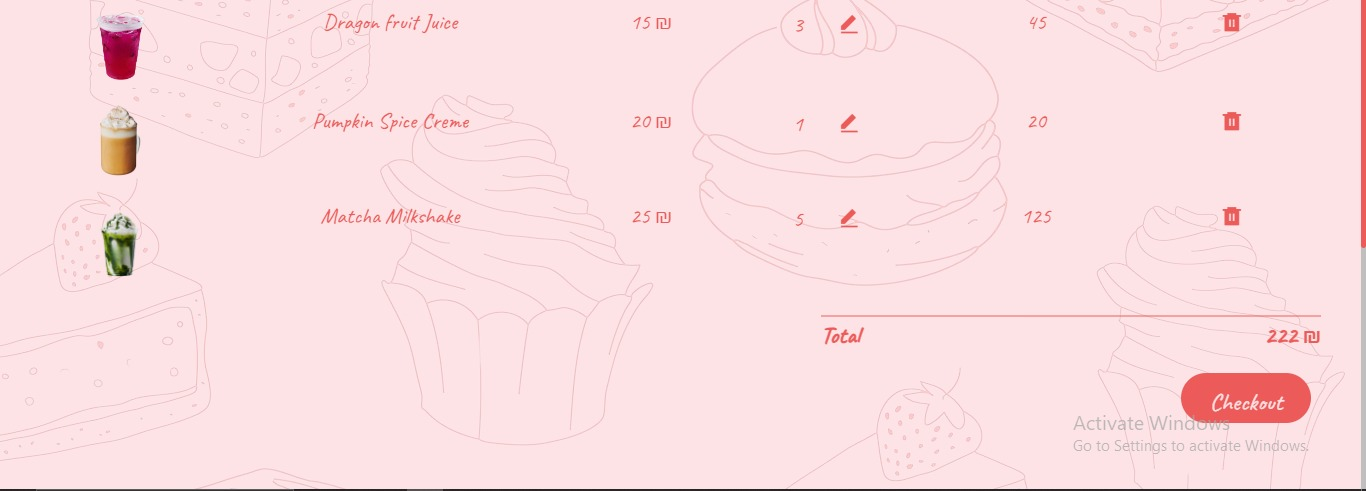 Dragon Fruit Juice 15 ₪ 3 45
Pumpkin Spice Creme 20 ₪ 1 20
Matcha Milkshake 25 ₪ 5 125
Total 222 ₪
Checkout
Activate Windows
Go to Settings to activate Windows.